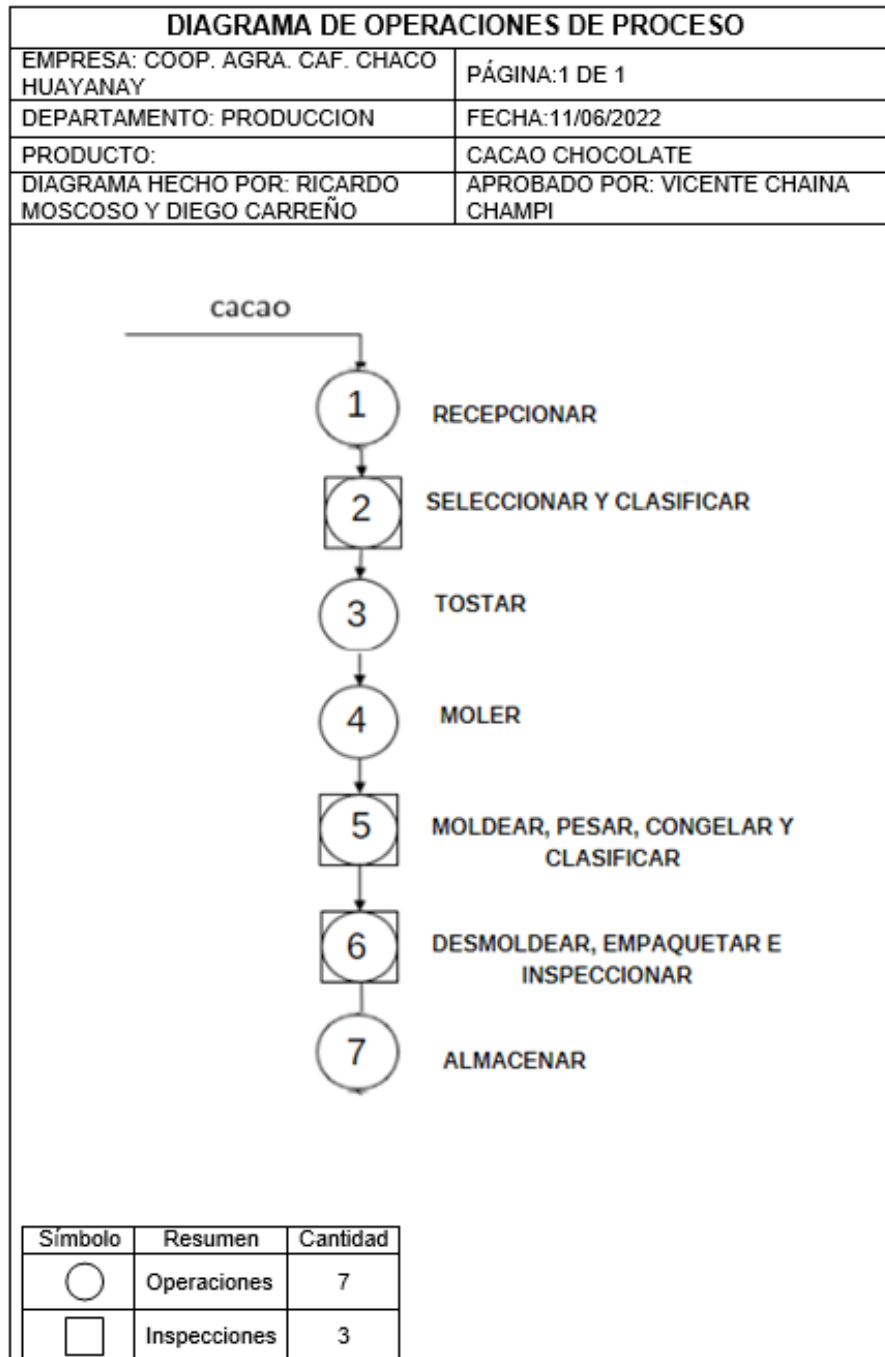 DIAGRAMA DE OPERACIONES DE PROCESO
EMPRESA: COOP. AGRA. CAF. CHACO
HUAYANAY
PÁGINA:1 DE 1
DEPARTAMENTO: PRODUCCION
FECHA:11/06/2022
PRODUCTO:
CACAO CHOCOLATE
DIAGRAMA HECHO POR: RICARDO
MOSCOSO Y DIEGO CARREÑO
APROBADO POR: VICENTE CHAINA
CHAMPI
cacao
1 RECEPCIONAR
2 SELECCIONAR Y CLASIFICAR
3 TOSTAR
4 MOLER
5 MOLDEAR, PESAR, CONGELAR Y
CLASIFICAR
6 DESMOLDEAR, EMPAQUETAR E
INSPECCIONAR
7 ALMACENAR
Símbolo Resumen Cantidad
Operaciones 7
Inspecciones 3